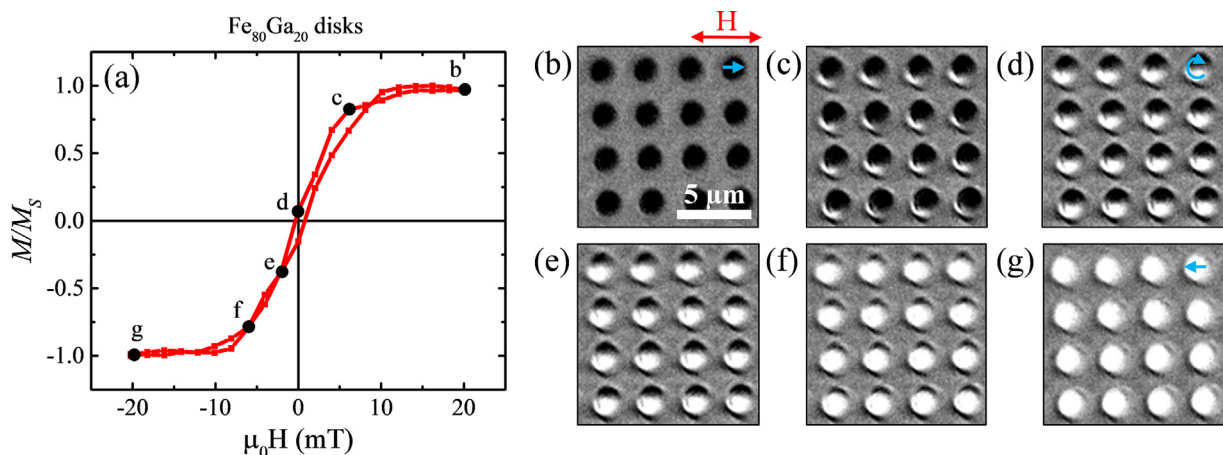 Fe₈₀Ga₂₀ disks
(a)
b
c
d
e
f
g
1.0
0.5
0.0
-0.5
-1.0
M/M_S
-20
-10
0
10
20
μ₀H (mT)
H
(b)
5 μm
(c)
(d)
(e)
(f)
(g)